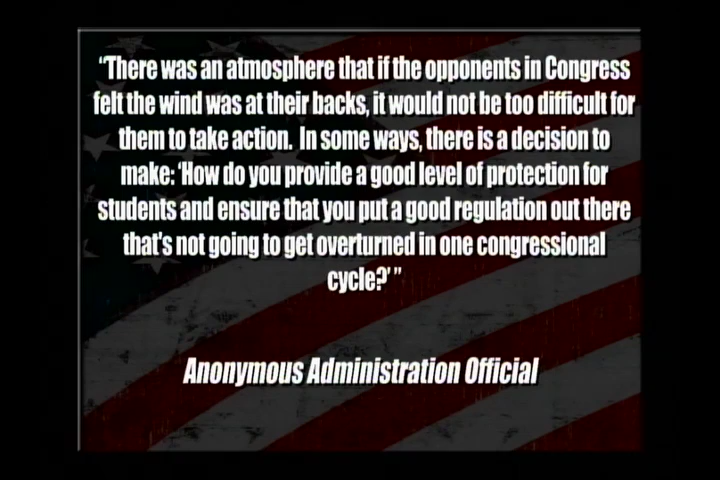 "There was an atmosphere that if the opponents in Congress
felt the wind was at their backs, it would not be too difficult for
them to take action. In some ways, there is a decision to
make: 'How do you provide a good level of protection for
students and ensure that you put a good regulation out there
that's not going to get overturned in one congressional
cycle?' "
Anonymous Administration Official